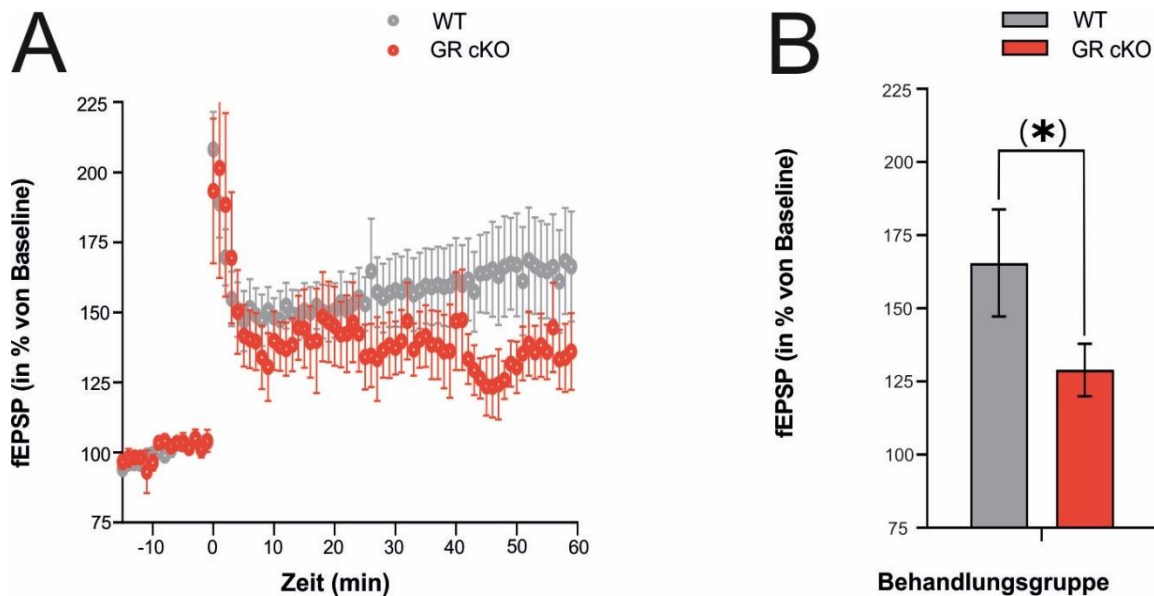 A
WT
GR cKO
fEPSP (in % von Baseline)
225
200
175
150
125
100
75
-10
0
10
20
30
40
50
60
Zeit (min)
B
WT
GR cKO
fEPSP (in % von Baseline)
225
200
175
150
125
100
75
(*)
Behandlungsgruppe